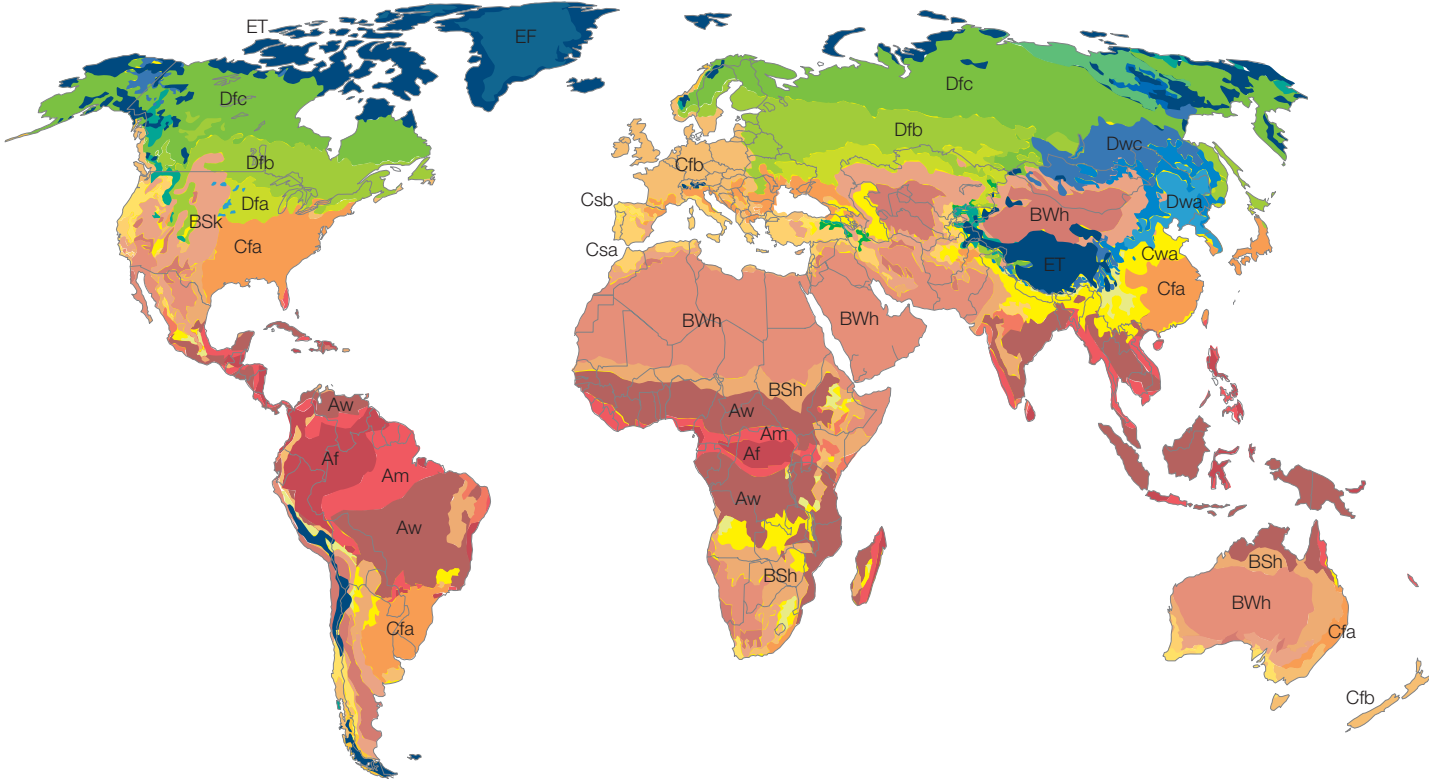 ET
EF
Dfc
Dfc
Dfb
Dfb
Dwc
Cfb
Dfa
Csb
Dwa
BSk
BWh
Cfa
Csa
Cwa
ET
Cfa
BWh
BWh
BSh
Aw
Aw
Am
Af
Af
Am
Aw
Aw
BSh
BSh
BWh
Cfa
Cfa
Cfb